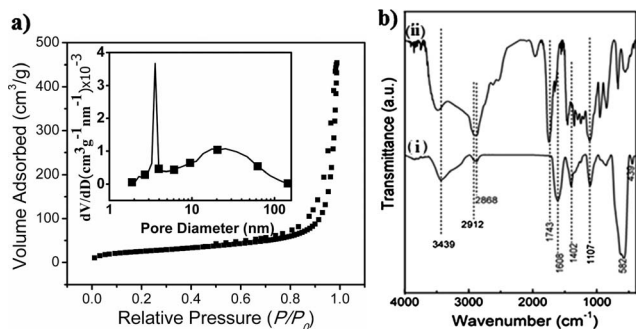 a)
Volume Adsorbed (cm³/g)
500
400
300
200
100
0
0.0 0.2 0.4 0.6 0.8 1.0
Relative Pressure (P/P₀)
dV/dD(cm³g⁻¹nm⁻¹)×10⁻³
4
3
2
1
0
1 10 100
Pore Diameter (nm)
b)
Transmittance (a.u.)
(ii)
(i)
3439
2912
2868
1743
1608
1402
1107
582
439
4000 3000 2000 1000
Wavenumber (cm⁻¹)